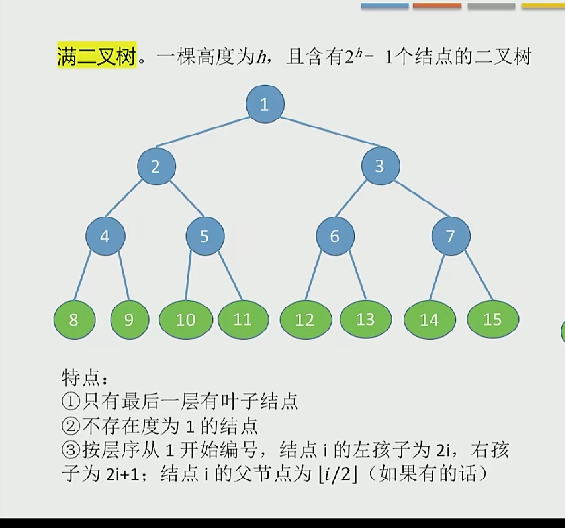 满二叉树。一棵高度为h，且含有2ʰ－ 1个结点的二叉树
1
2 3
4 5 6 7
8 9 10 11 12 13 14 15
特点：
①只有最后一层有叶子结点
②不存在度为 1 的结点
③按层序从 1 开始编号，结点 i 的左孩子为 2i，右孩
子为 2i+1；结点 i 的父节点为 ⌊i/2⌋（如果有的话）